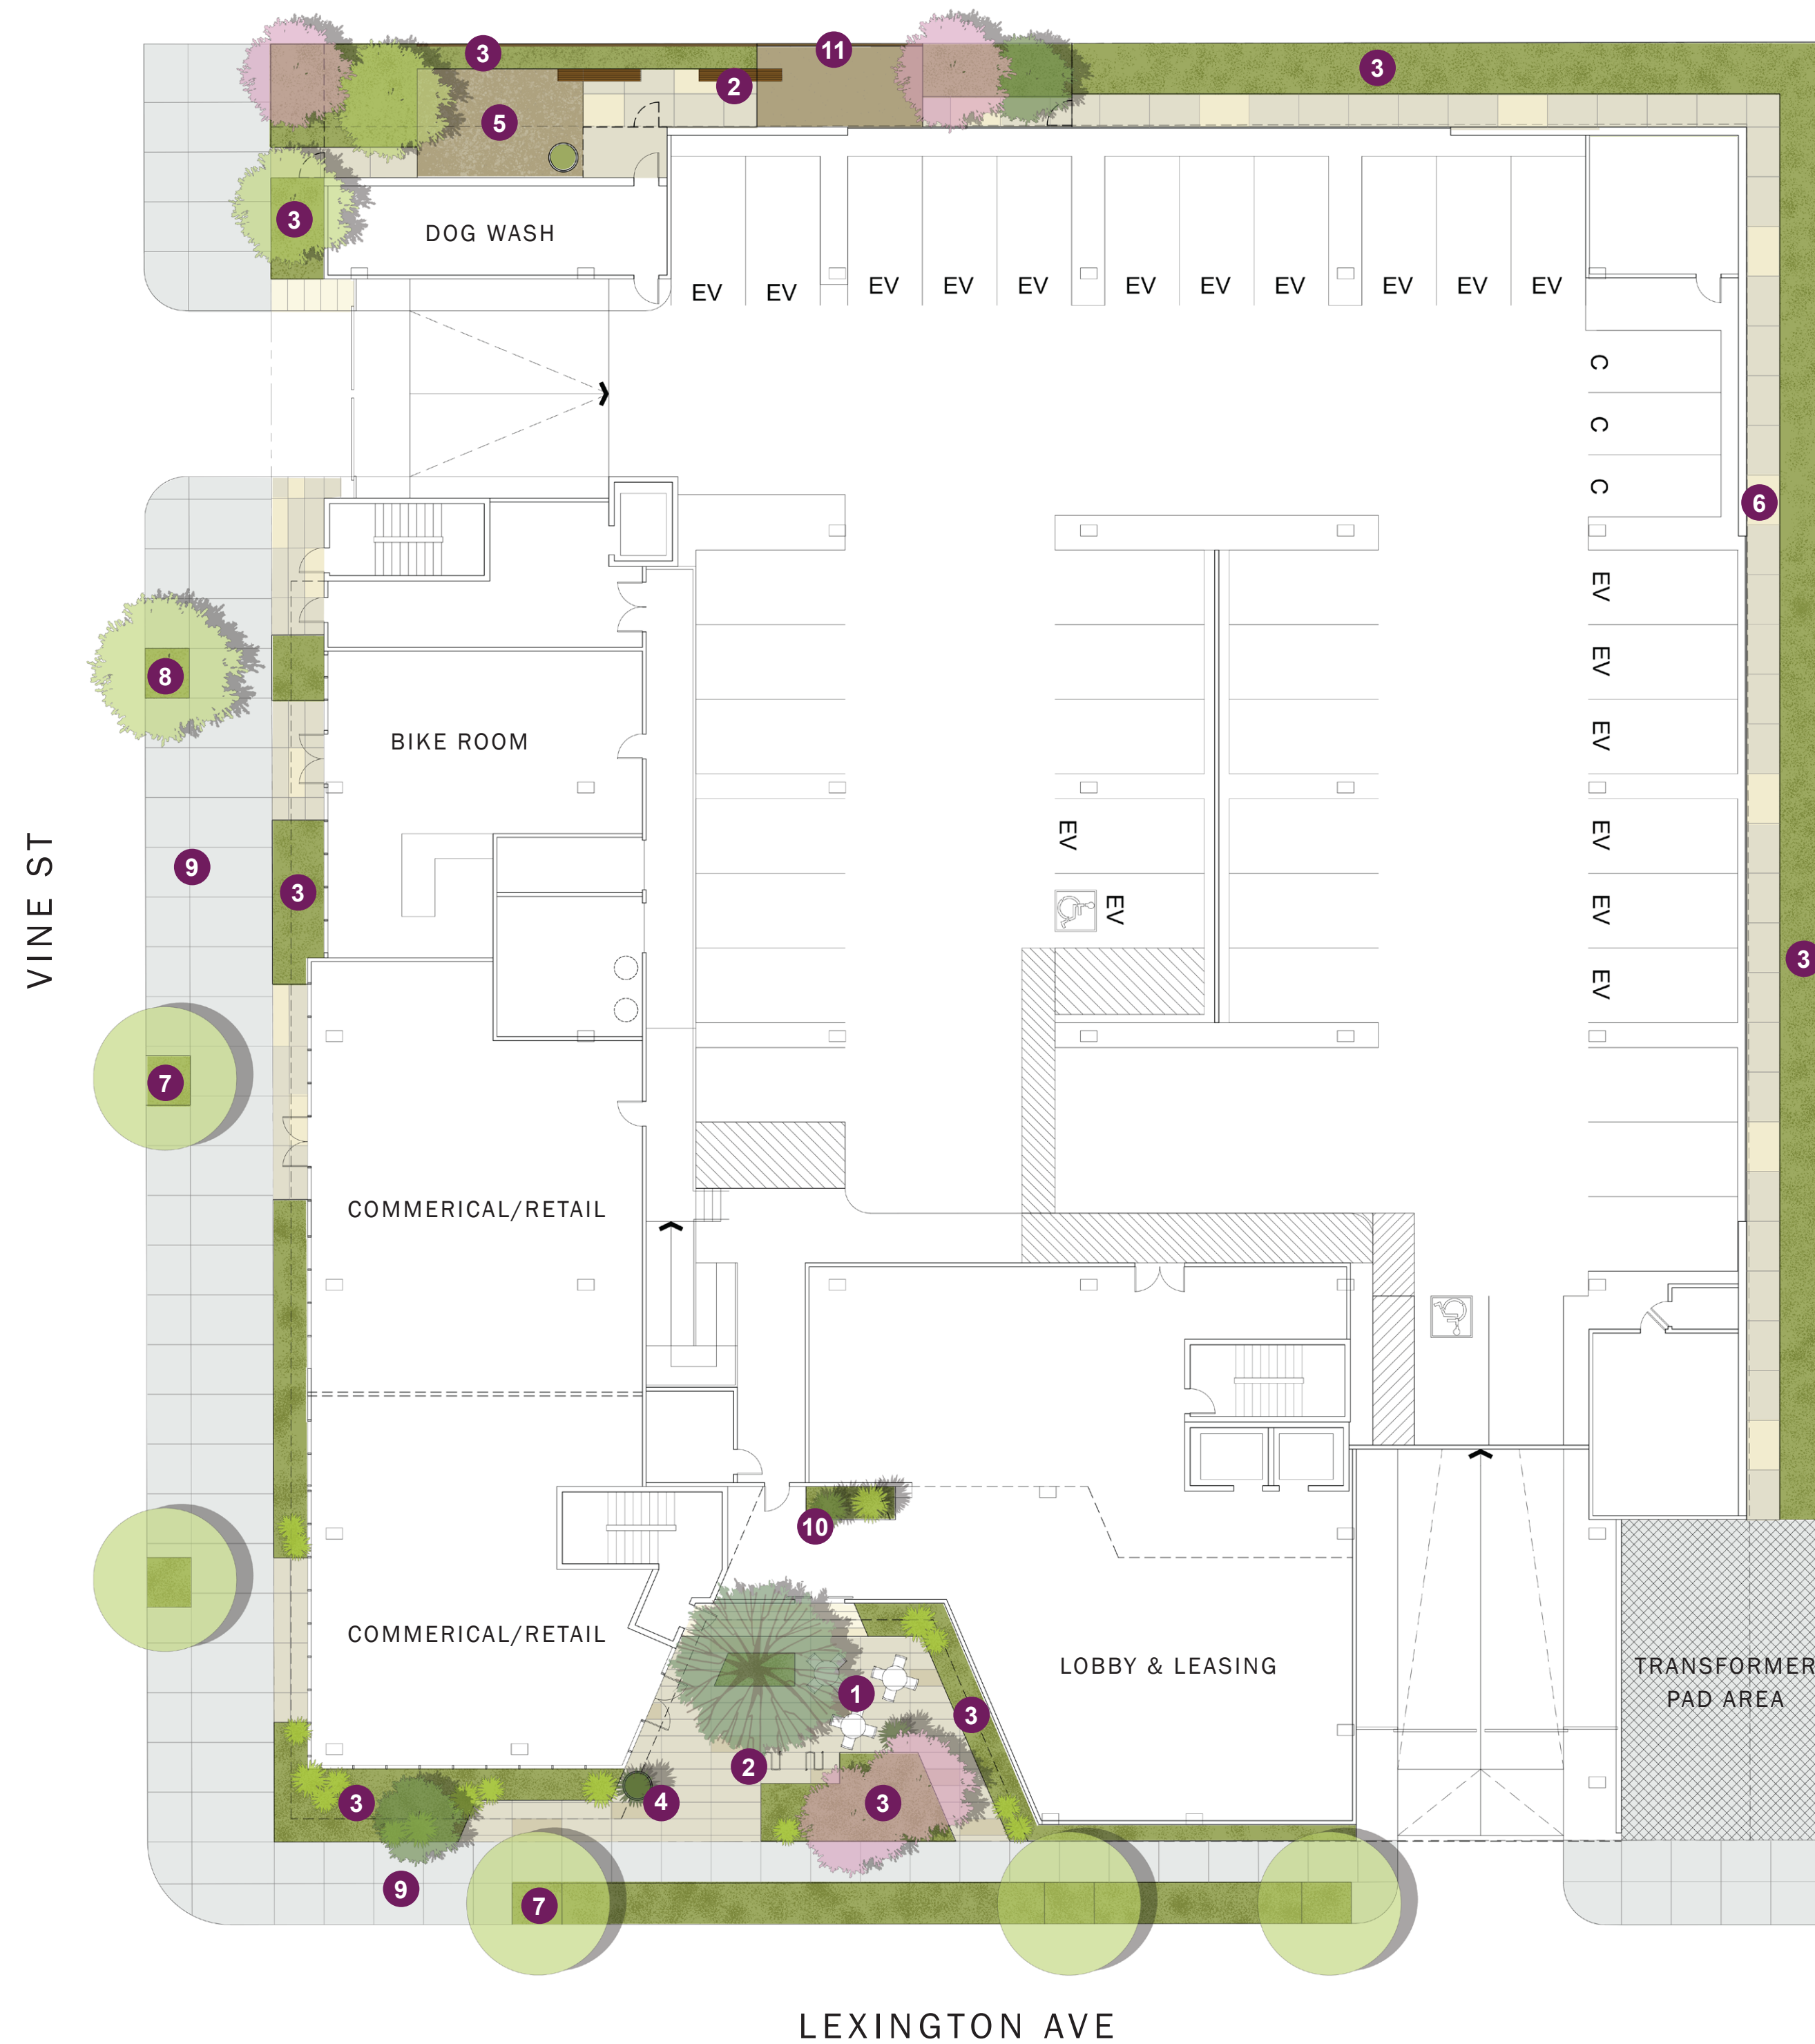 3
11
3
2
5
3
DOG WASH
EV
EV
EV
EV
EV
EV
EV
EV
EV
EV
EV
C
C
C
6
EV
EV
EV
8
BIKE ROOM
VINE ST
9
3
EV
EV
EV
EV
EV
3
7
COMMERICAL/RETAIL
10
COMMERICAL/RETAIL
LOBBY & LEASING
TRANSFORMER
PAD AREA
1
3
2
3
4
3
9
7
LEXINGTON AVE